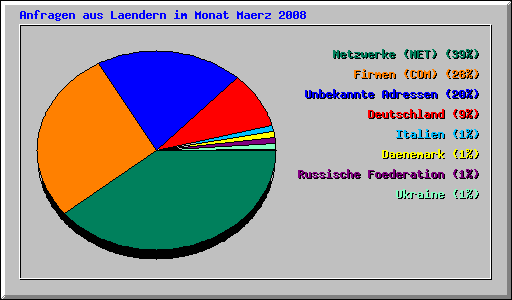 Anfragen aus Laendern im Monat Maerz 2008
Netzwerke (NET) (39%)
Firmen (COM) (28%)
Unbekannte Adressen (20%)
Deutschland (9%)
Italien (1%)
Daenemark (1%)
Russische Foederation (1%)
Ukraine (1%)